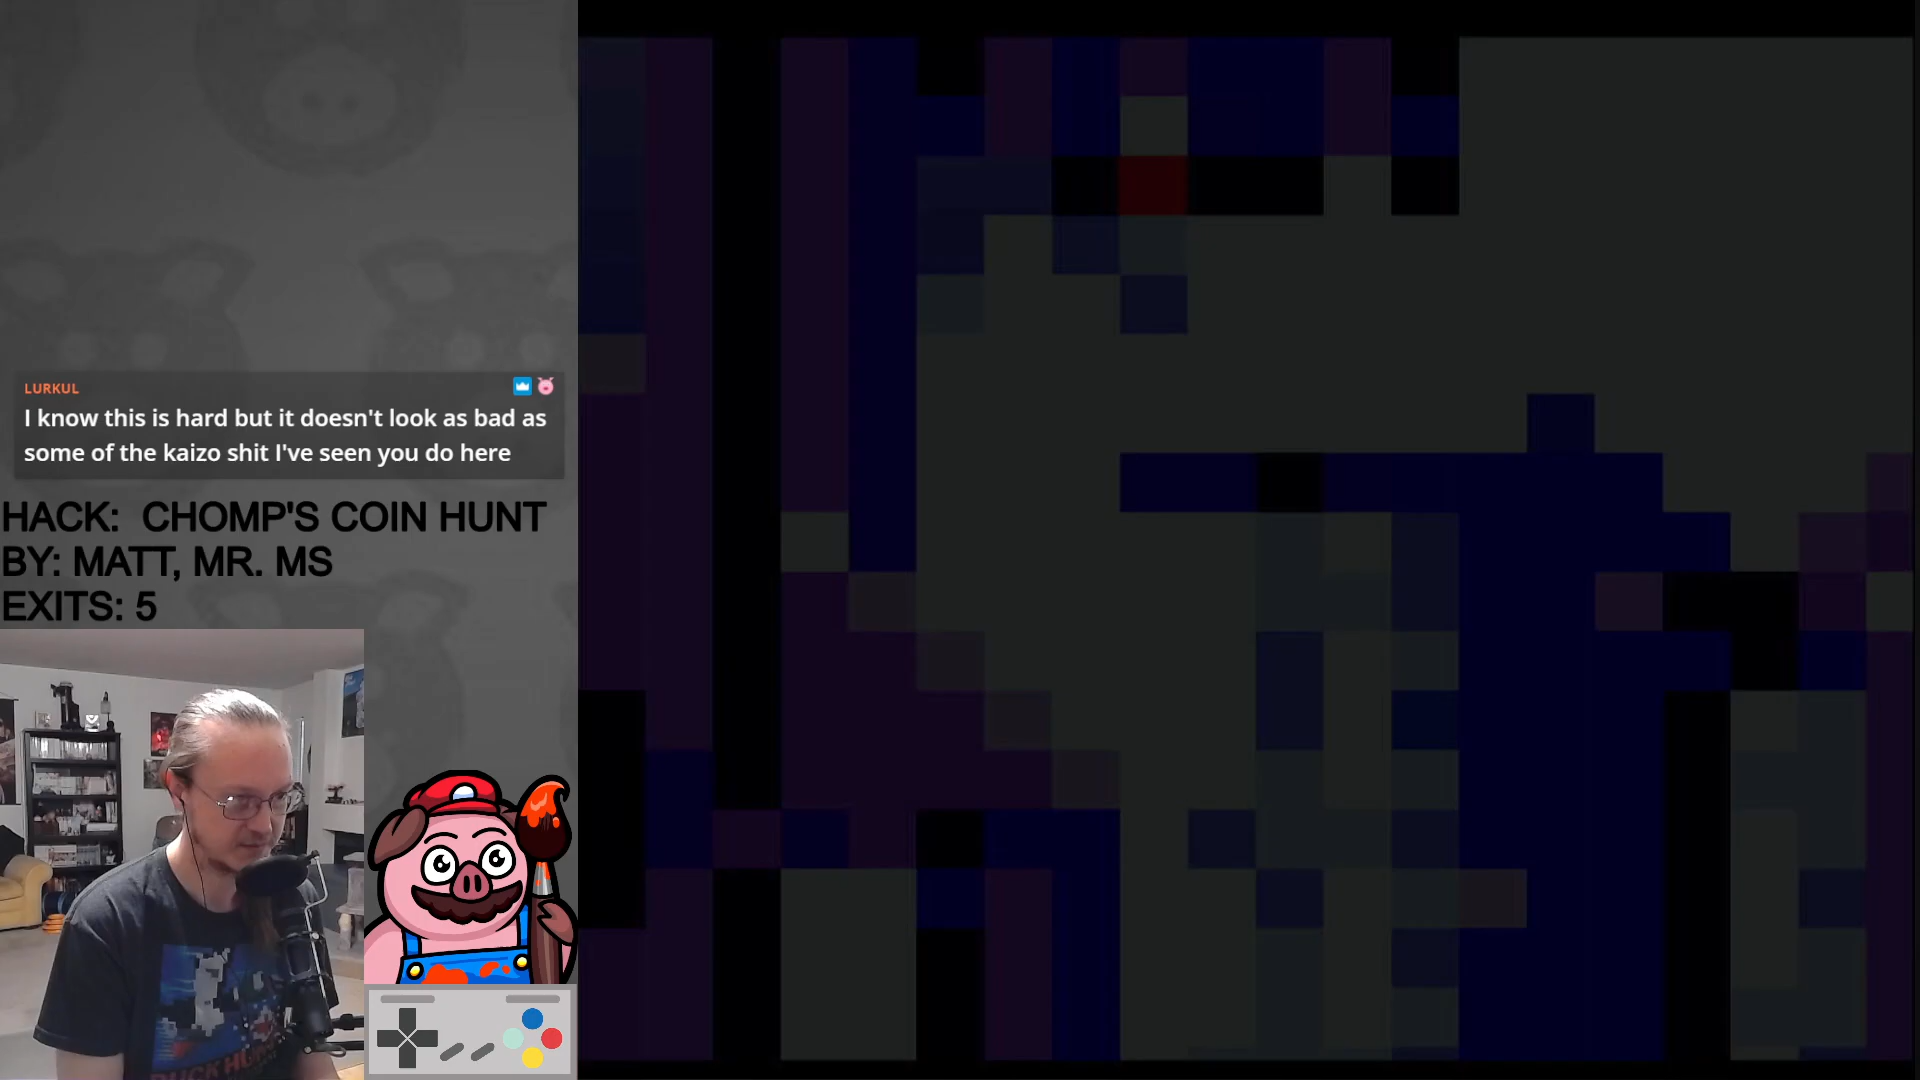 LURKUL
I know this is hard but it doesn't look as bad as
some of the kaizo shit I've seen you do here
HACK: CHOMP'S COIN HUNT
BY: MATT, MR. MS
EXITS: 5